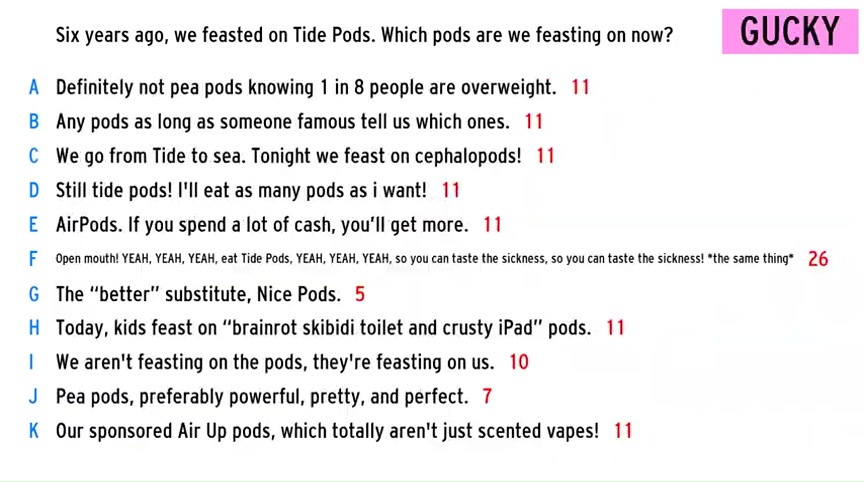 Six years ago, we feasted on Tide Pods. Which pods are we feasting on now?
GUCKY
A Definitely not pea pods knowing 1 in 8 people are overweight. 11
B Any pods as long as someone famous tell us which ones. 11
C We go from Tide to sea. Tonight we feast on cephalopods! 11
D Still tide pods! I'll eat as many pods as i want! 11
E AirPods. If you spend a lot of cash, you'll get more. 11
F Open mouth! YEAH, YEAH, YEAH, eat Tide Pods, YEAH, YEAH, YEAH, so you can taste the sickness, so you can taste the sickness! *the same thing* 26
G The “better” substitute, Nice Pods. 5
H Today, kids feast on “brainrot skibidi toilet and crusty iPad” pods. 11
I We aren't feasting on the pods, they're feasting on us. 10
J Pea pods, preferably powerful, pretty, and perfect. 7
K Our sponsored Air Up pods, which totally aren't just scented vapes! 11